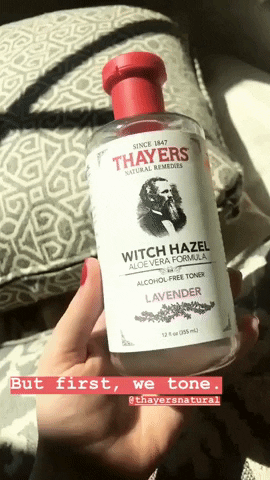 SINCE 1847
THAYERS
NATURAL REMEDIES
WITCH HAZEL
ALOE VERA FORMULA
ALCOHOL-FREE TONER
LAVENDER
12 fl oz (355 mL)
But first, we tone.
@thayersnatural